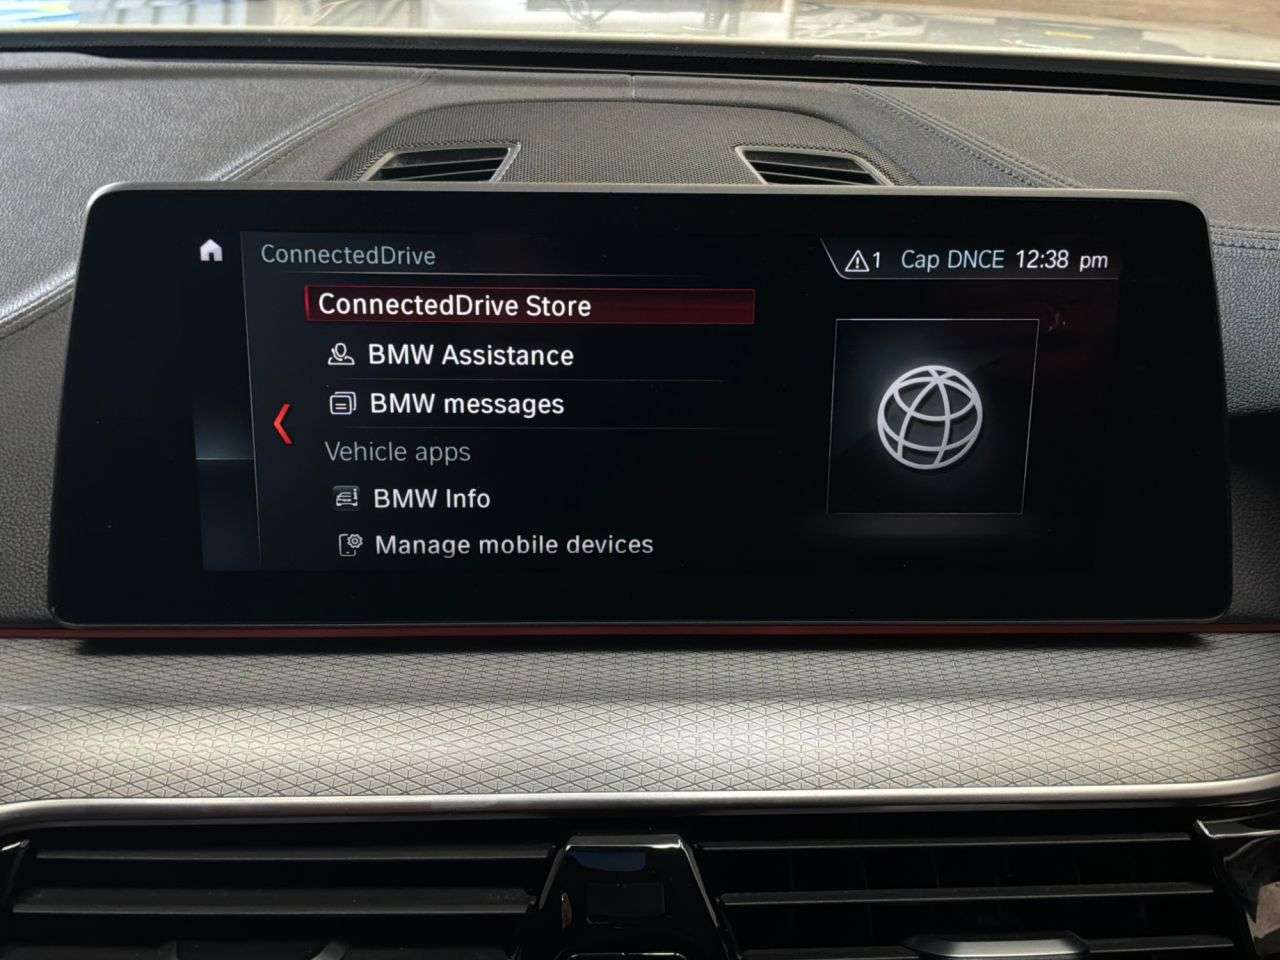 ConnectedDrive
1 Cap DNCE 12:38 pm
ConnectedDrive Store
BMW Assistance
BMW messages
Vehicle apps
BMW Info
Manage mobile devices